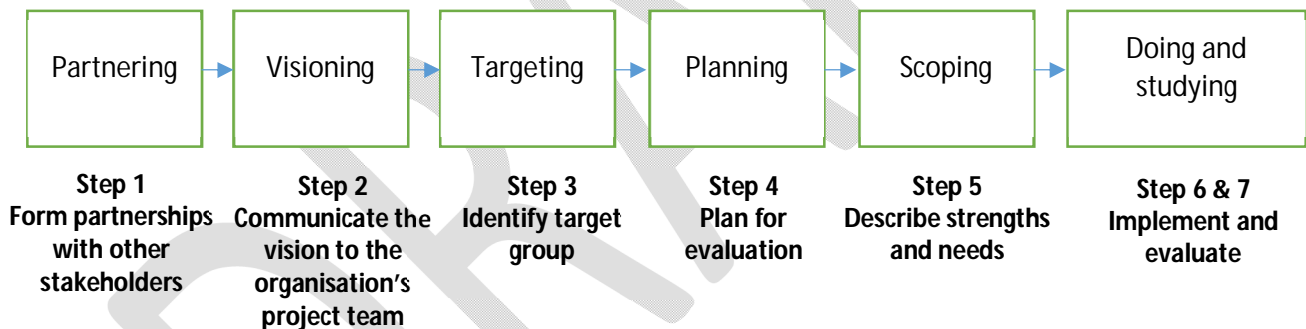 Partnering
Visioning
Targeting
Planning
Scoping
Doing and
studying
Step 1
Form partnerships
with other
stakeholders
Step 2
Communicate the
vision to the
organisation's
project team
Step 3
Identify target
group
Step 4
Plan for
evaluation
Step 5
Describe strengths
and needs
Step 6 & 7
Implement and
evaluate